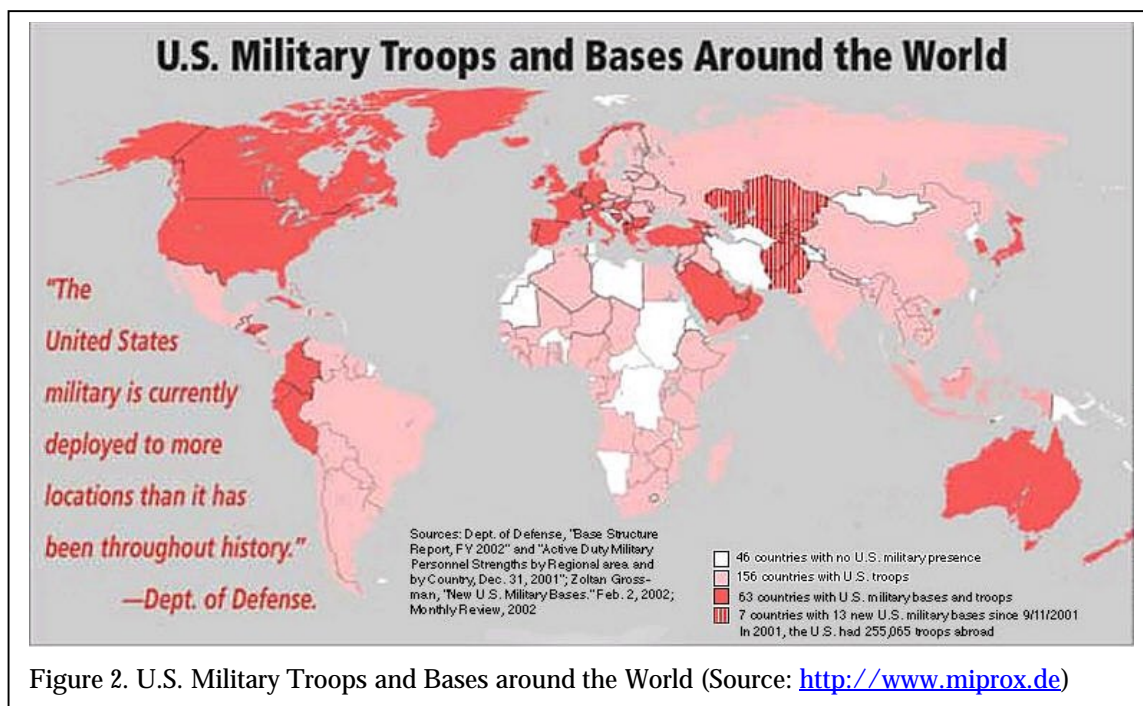 U.S. Military Troops and Bases Around the World
"The
United States
military is currently
deployed to more
locations than it has
been throughout history."
—Dept. of Defense.
Sources: Dept. of Defense, "Base Structure
Report, FY 2002" and "Active Duty Military
Personnel Strengths by Regional area and
by Country, Dec. 31, 2001"; Zoltan Gross-
man, "New U.S. Military Bases." Feb. 2, 2002;
Monthly Review, 2002
46 countries with no U.S. military presence
156 countries with U.S. troops
63 countries with U.S. military bases and troops
7 countries with 13 new U.S. military bases since 9/11/2001
In 2001, the U.S. had 255,065 troops abroad
Figure 2. U.S. Military Troops and Bases around the World (Source: http://www.miprox.de)